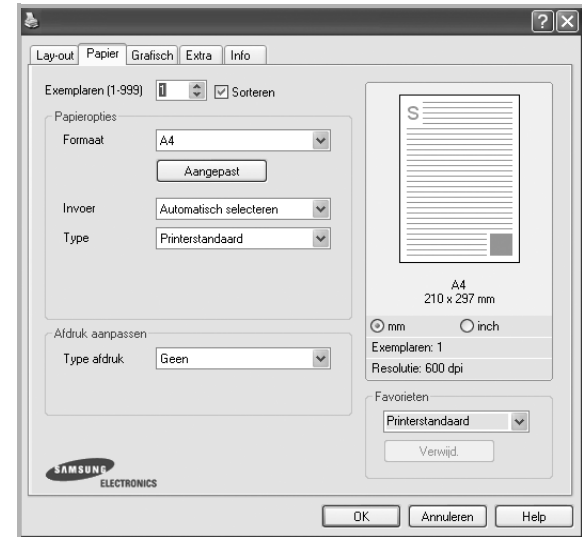 Lay-out Papier Grafisch Extra Info
Exemplaren (1-999) 1 Sorteren
Papieropties
Formaat A4
Aangepast
Invoer Automatisch selecteren
Type Printerstandaard
Afdruk aanpassen
Type afdruk Geen
SAMSUNG
ELECTRONICS
S
A4
210 x 297 mm
mm inch
Exemplaren: 1
Resolutie: 600 dpi
Favorieten
Printerstandaard
Verwijd.
OK Annuleren Help